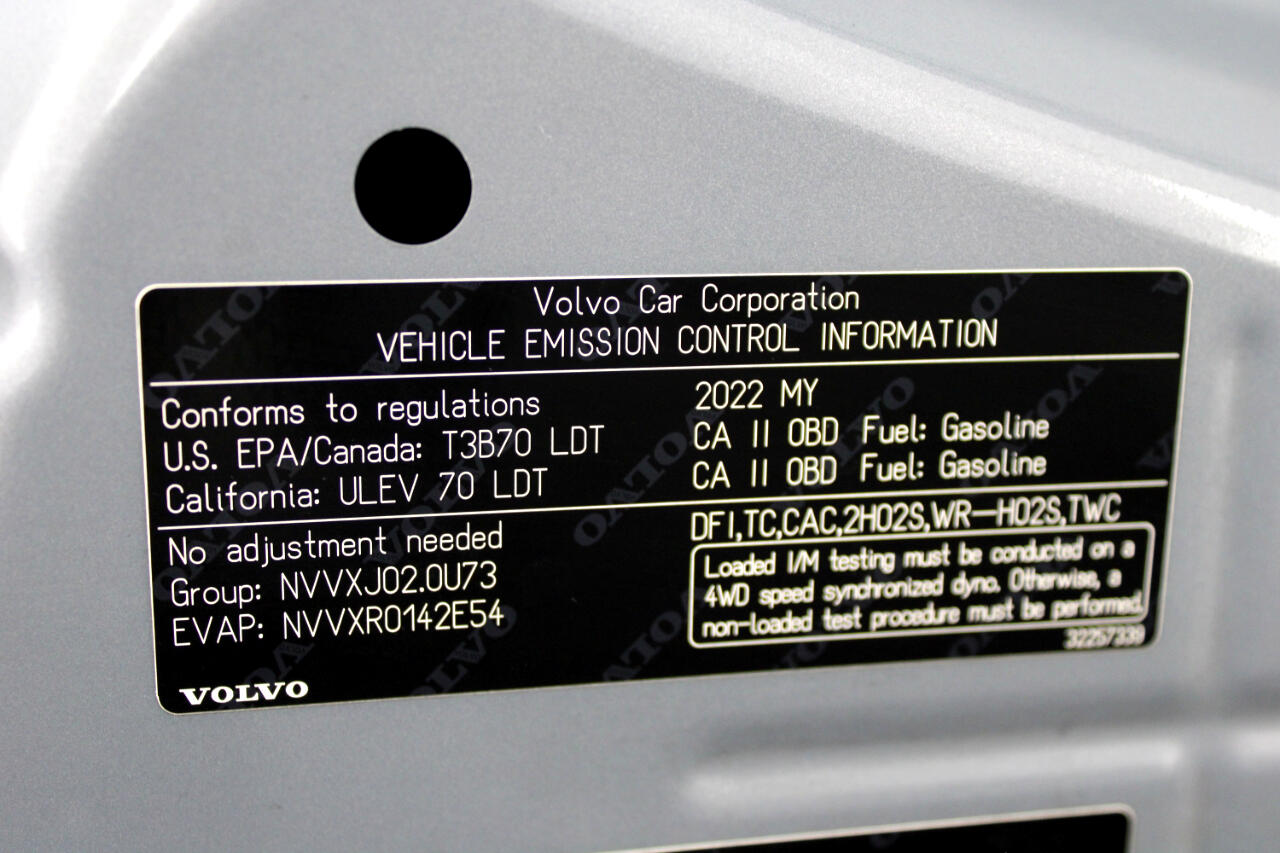 Volvo Car Corporation
VEHICLE EMISSION CONTROL INFORMATION
Conforms to regulations 2022 MY
U.S. EPA/Canada: T3B70 LDT CA II OBD Fuel: Gasoline
California: ULEV 70 LDT CA II OBD Fuel: Gasoline
No adjustment needed
Group: NVVXJ02.0U73
EVAP: NVVXR0142E54
DFI,TC,CAC,2HO2S,WR-HO2S,TWC
Loaded I/M testing must be conducted on a
4WD speed synchronized dyno. Otherwise, a
non-loaded test procedure must be performed.
32257339
VOLVO